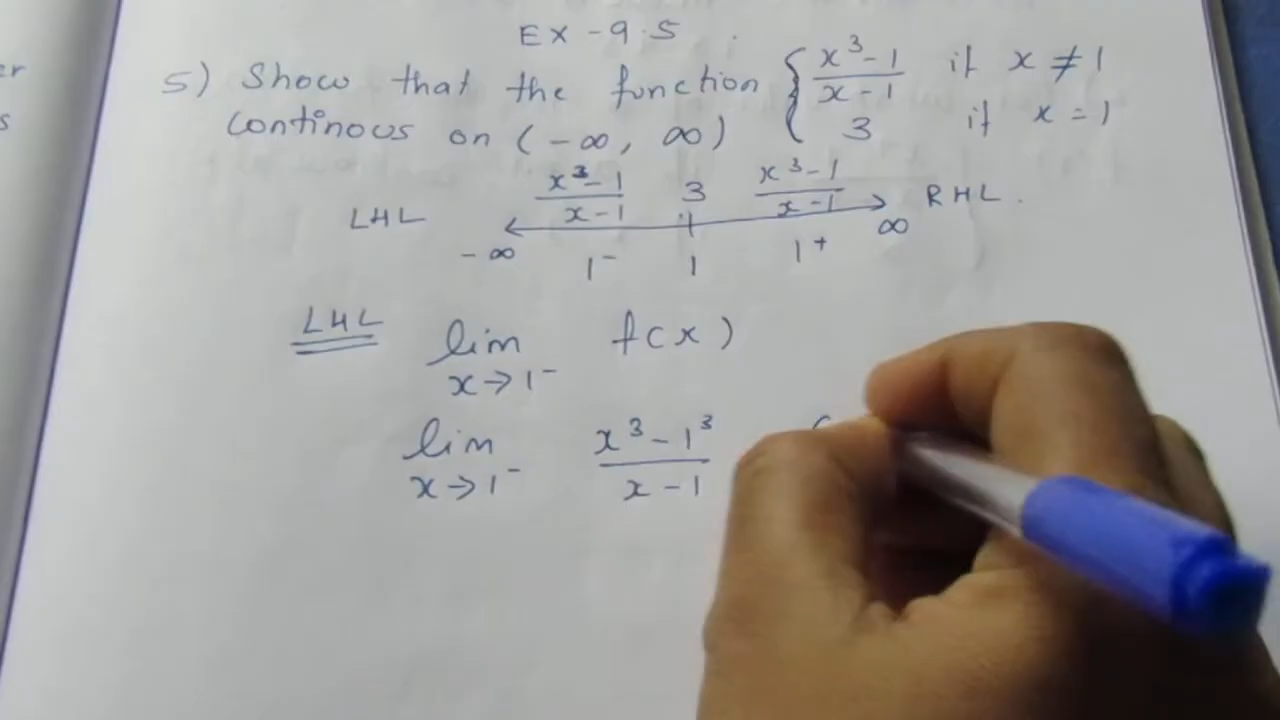 er
s
EX - 9.5
5) Show that the function { x³-1 / x-1 if x ≠ 1
continous on (-∞, ∞) 3 if x = 1
x³-1 / x-1 3 x³-1 / x-1
LHL RHL.
-∞ 1⁻ 1 1⁺ ∞
LHL lim x→1⁻ f(x)
lim x→1⁻ x³-1³ / x-1 (